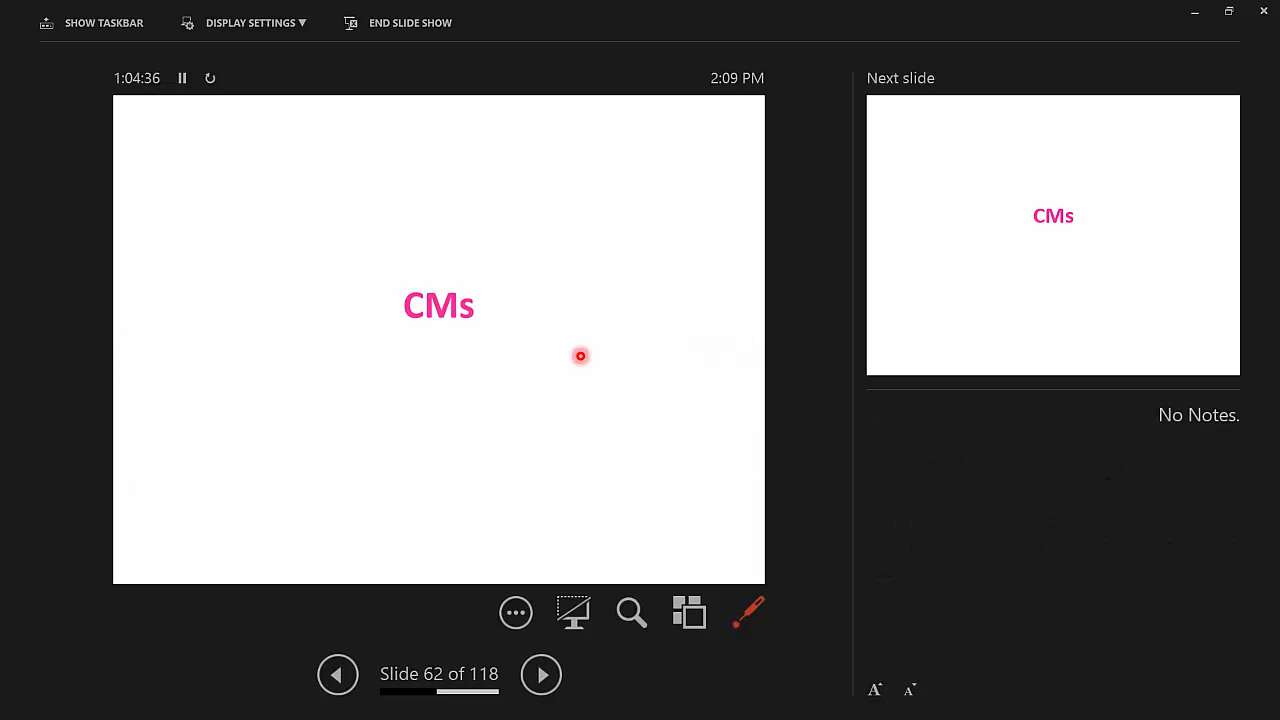 SHOW TASKBAR
DISPLAY SETTINGS ▼
END SLIDE SHOW
1:04:36
2:09 PM
Next slide
CMs
CMs
No Notes.
Slide 62 of 118
A A